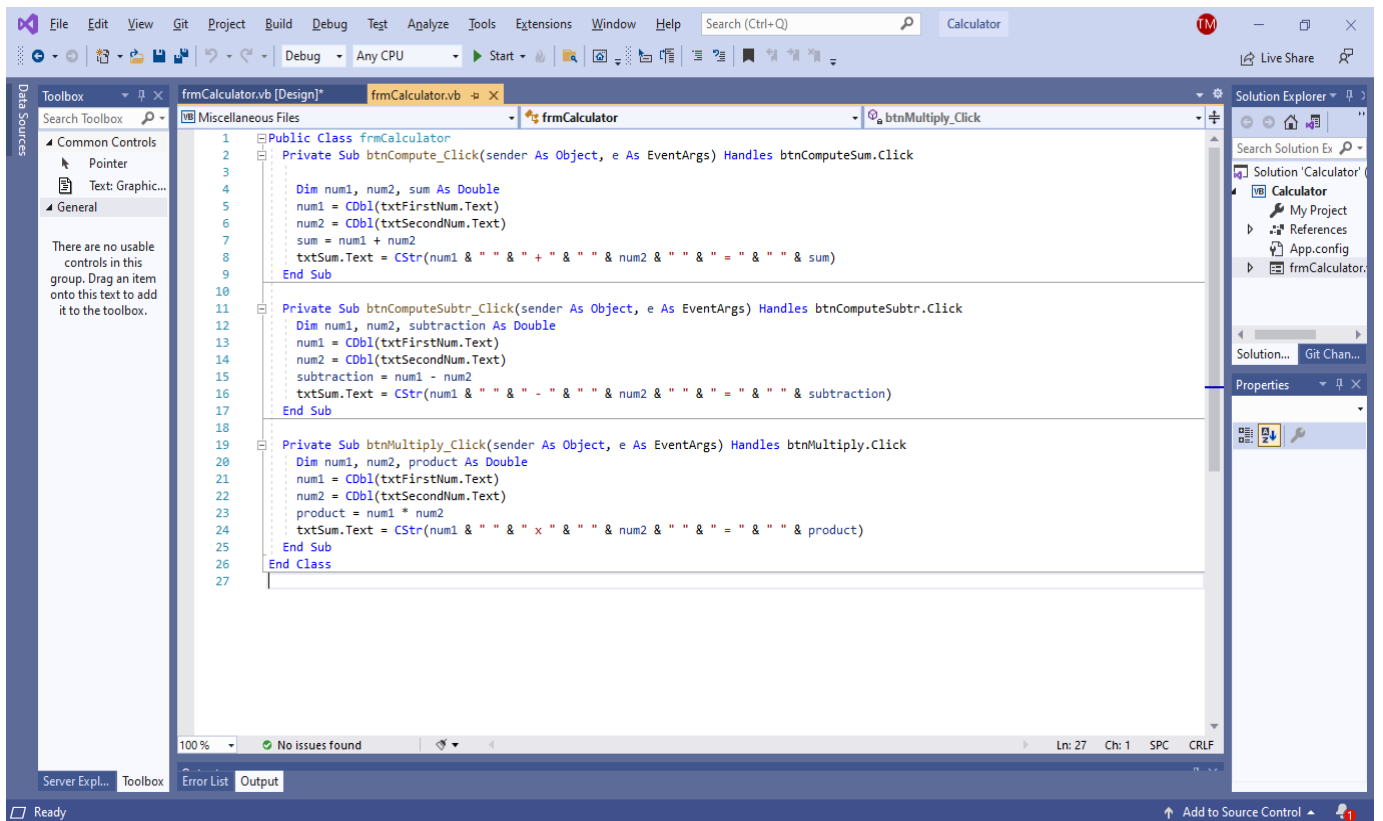 File Edit View Git Project Build Debug Test Analyze Tools Extensions Window Help Search (Ctrl+Q) Calculator TM
Debug Any CPU Start Live Share
Data Sources
Toolbox
Search Toolbox
Common Controls
Pointer
Text: Graphic...
General
There are no usable
controls in this
group. Drag an item
onto this text to add
it to the toolbox.
Server Expl... Toolbox
frmCalculator.vb [Design]* frmCalculator.vb
VB Miscellaneous Files frmCalculator btnMultiply_Click
1 Public Class frmCalculator
2 Private Sub btnCompute_Click(sender As Object, e As EventArgs) Handles btnComputeSum.Click
3
4 Dim num1, num2, sum As Double
5 num1 = CDbl(txtFirstNum.Text)
6 num2 = CDbl(txtSecondNum.Text)
7 sum = num1 + num2
8 txtSum.Text = CStr(num1 & " " & " + " & " " & num2 & " " & " = " & " " & sum)
9 End Sub
10
11 Private Sub btnComputeSubtr_Click(sender As Object, e As EventArgs) Handles btnComputeSubtr.Click
12 Dim num1, num2, subtraction As Double
13 num1 = CDbl(txtFirstNum.Text)
14 num2 = CDbl(txtSecondNum.Text)
15 subtraction = num1 - num2
16 txtSum.Text = CStr(num1 & " " & " - " & " " & num2 & " " & " = " & " " & subtraction)
17 End Sub
18
19 Private Sub btnMultiply_Click(sender As Object, e As EventArgs) Handles btnMultiply.Click
20 Dim num1, num2, product As Double
21 num1 = CDbl(txtFirstNum.Text)
22 num2 = CDbl(txtSecondNum.Text)
23 product = num1 * num2
24 txtSum.Text = CStr(num1 & " " & " x " & " " & num2 & " " & " = " & " " & product)
25 End Sub
26 End Class
27
100 % No issues found Ln: 27 Ch: 1 SPC CRLF
Error List Output
Solution Explorer
Search Solution Ex
Solution 'Calculator' (
VB Calculator
My Project
References
App.config
frmCalculator.
Solution... Git Chan...
Properties
Ready Add to Source Control 1